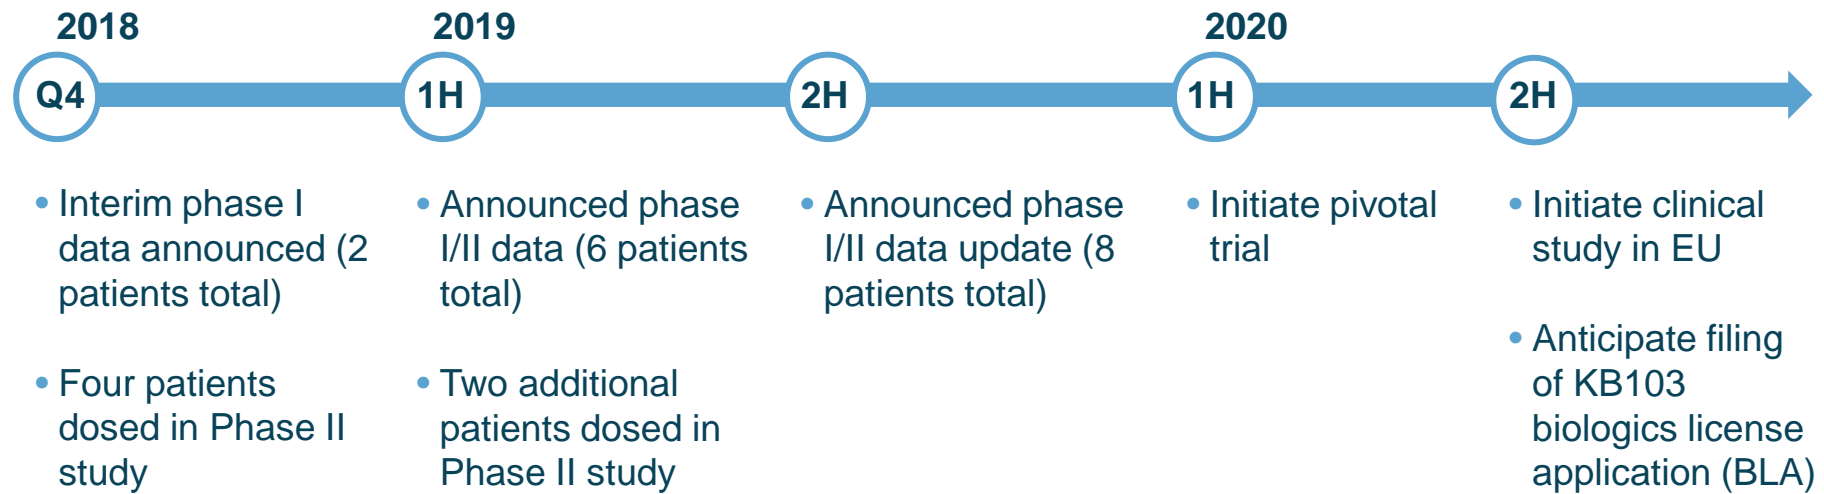 2018
2019
2020
Q4
1H
2H
1H
2H
• Interim phase I
data announced (2
patients total)
• Four patients
dosed in Phase II
study
• Announced phase
I/II data (6 patients
total)
• Two additional
patients dosed in
Phase II study
• Announced phase
I/II data update (8
patients total)
• Initiate pivotal
trial
• Initiate clinical
study in EU
• Anticipate filing
of KB103
biologics license
application (BLA)